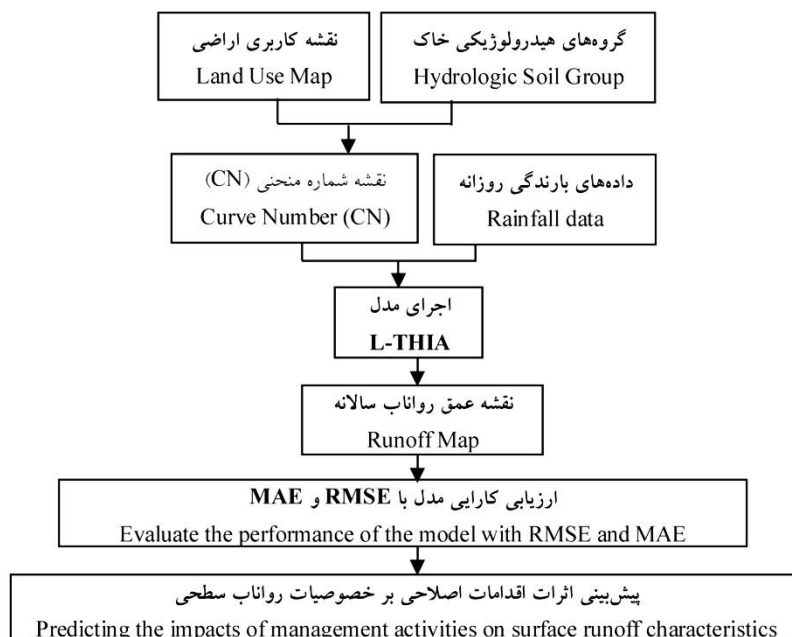 نقشه کاربری اراضی
Land Use Map
گروه‌های هیدرولوژیکی خاک
Hydrologic Soil Group
نقشه شماره منحنی (CN)
Curve Number (CN)
داده‌های بارندگی روزانه
Rainfall data
اجرای مدل
L-THIA
نقشه عمق رواناب سالانه
Runoff Map
ارزیابی کارایی مدل با RMSE و MAE
Evaluate the performance of the model with RMSE and MAE
پیش‌بینی اثرات اقدامات اصلاحی بر خصوصیات رواناب سطحی
Predicting the impacts of management activities on surface runoff characteristics